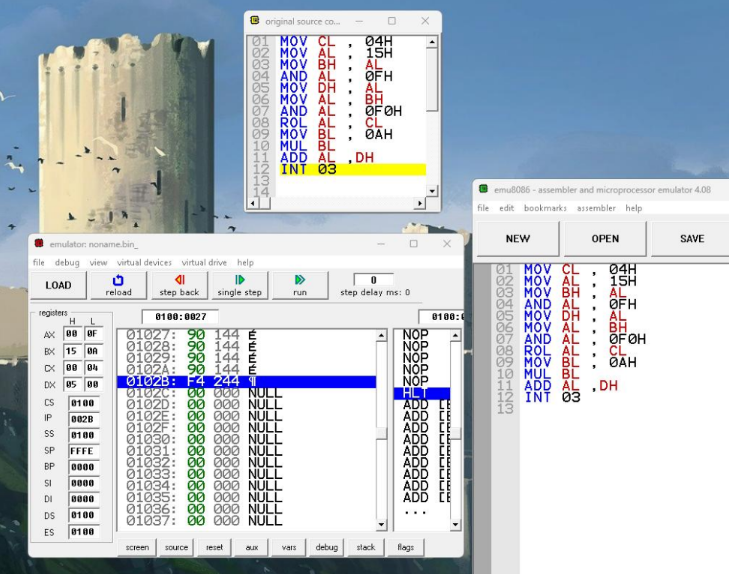 original source co...
01 MOV CL , 04H
02 MOV AL , 15H
03 MOV BH , AL
04 AND AL , 0FH
05 MOV DH , AL
06 MOV AL , BH
07 AND AL , 0F0H
08 ROL AL , CL
09 MOV BL , 0AH
10 MUL BL
11 ADD AL ,DH
12 INT 03
13
14
emu8086 - assembler and microprocessor emulator 4.08
file edit bookmarks assembler help
NEW OPEN SAVE
01 MOV CL , 04H
02 MOV AL , 15H
03 MOV BH , AL
04 AND AL , 0FH
05 MOV DH , AL
06 MOV AL , BH
07 AND AL , 0F0H
08 ROL AL , CL
09 MOV BL , 0AH
10 MUL BL
11 ADD AL ,DH
12 INT 03
13
emulator: noname.bin_
file debug view virtual devices virtual drive help
LOAD reload step back single step run 0 step delay ms: 0
registers
H L
AX 00 0F
BX 15 0A
CX 00 04
DX 05 00
CS 0100
IP 002B
SS 0100
SP FFFE
BP 0000
SI 0000
DI 0000
DS 0100
ES 0100
0100:0027
01027: 90 144 É
01028: 90 144 É
01029: 90 144 É
0102A: 90 144 É
0102B: F4 244 ¶
0102C: 00 000 NULL
0102D: 00 000 NULL
0102E: 00 000 NULL
0102F: 00 000 NULL
01030: 00 000 NULL
01031: 00 000 NULL
01032: 00 000 NULL
01033: 00 000 NULL
01034: 00 000 NULL
01035: 00 000 NULL
01036: 00 000 NULL
01037: 00 000 NULL
0100:
NOP
NOP
NOP
NOP
HLT
ADD [
ADD [
ADD [
ADD [
ADD [
ADD [
ADD [
ADD [
ADD [
...
screen source reset aux vars debug stack flags